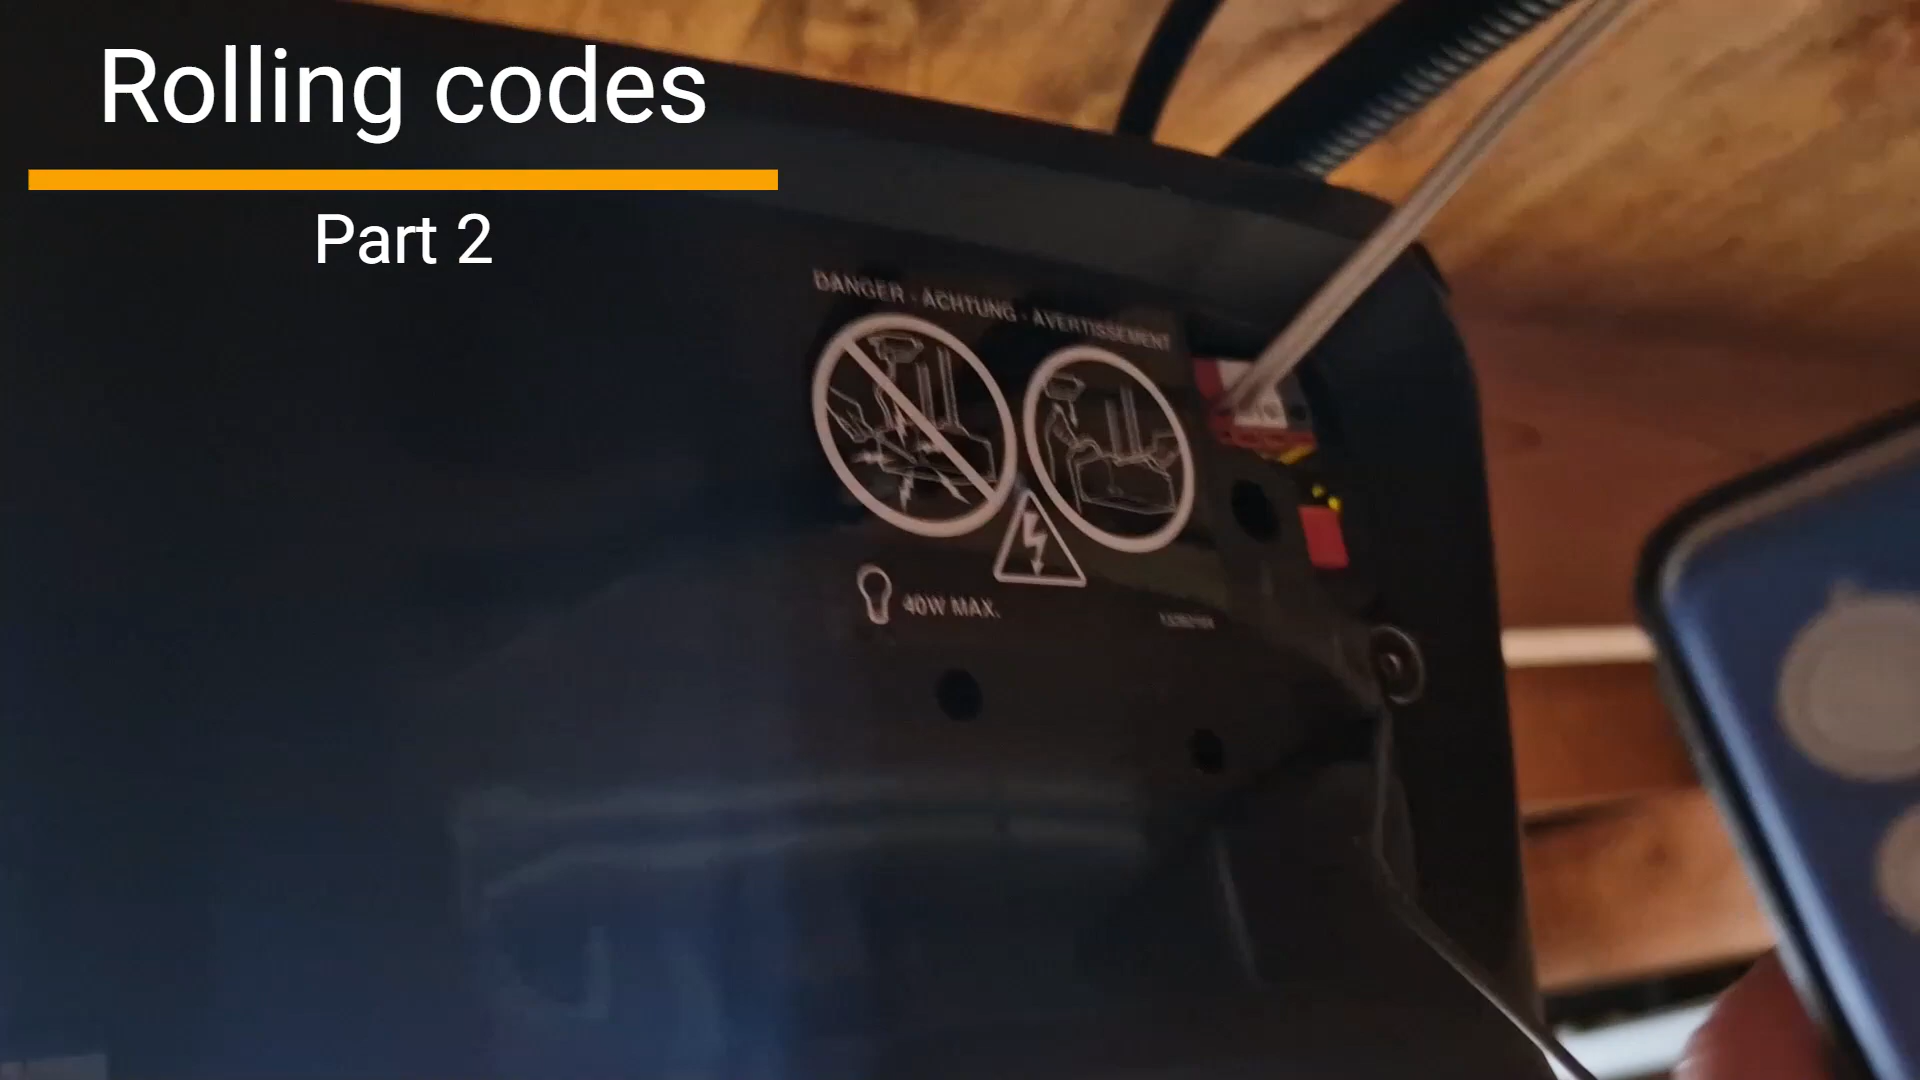 Rolling codes
Part 2
DANGER - ACHTUNG - AVERTISSEMENT
40W MAX.